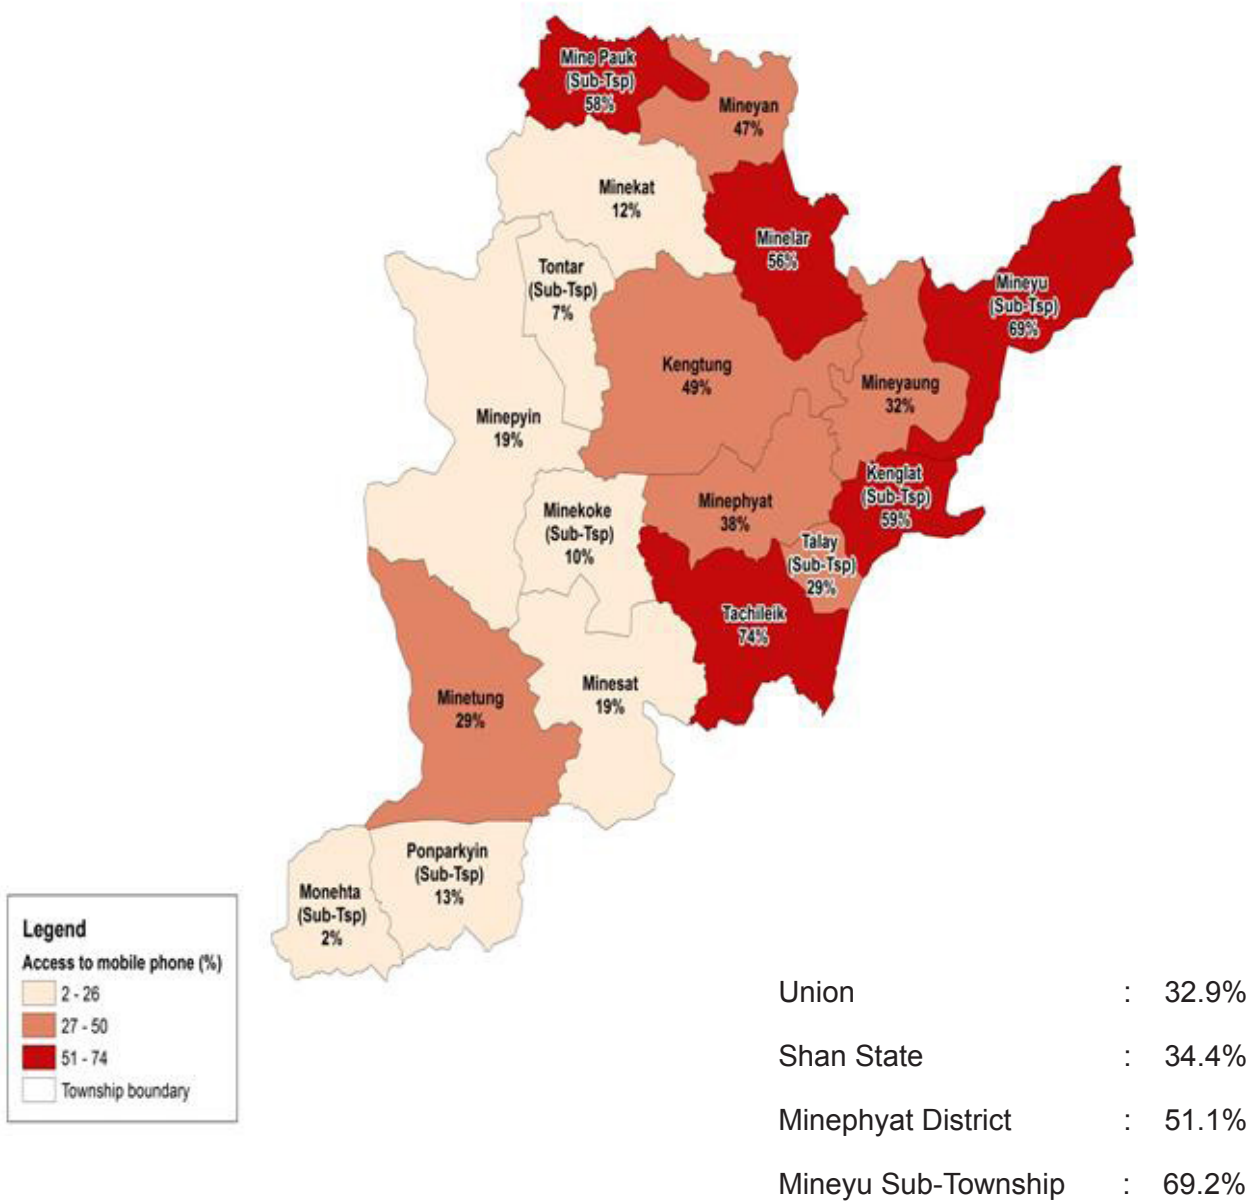 Mine Pauk
(Sub-Tsp)
58%
Mineyan
47%
Minekat
12%
Minelar
56%
Tontar
(Sub-Tsp)
7%
Mineyu
(Sub-Tsp)
69%
Kengtung
49%
Mineyaung
32%
Minepyin
19%
Kenglat
(Sub-Tsp)
59%
Minekoke
(Sub-Tsp)
10%
Minephyat
38%
Talay
(Sub-Tsp)
29%
Tachileik
74%
Minesat
19%
Minetung
29%
Ponparkyin
(Sub-Tsp)
13%
Monehta
(Sub-Tsp)
2%
Legend
Access to mobile phone (%)
2 - 26
27 - 50
51 - 74
Township boundary
Union : 32.9%
Shan State : 34.4%
Minephyat District : 51.1%
Mineyu Sub-Township : 69.2%